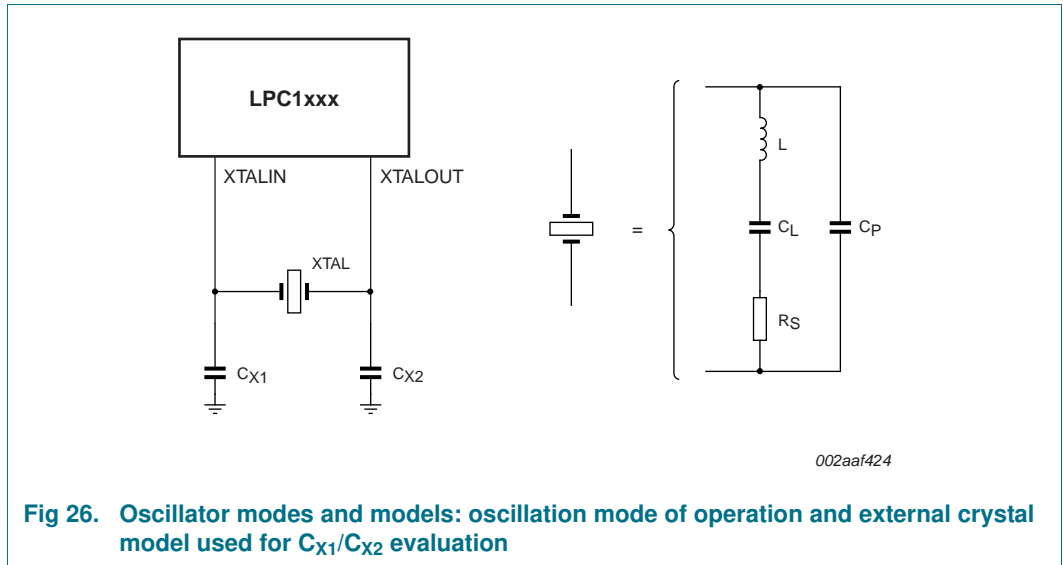 LPC1xxx
XTALIN XTALOUT
XTAL
CX1 CX2
=
L
CL CP
RS
002aaf424
Fig 26. Oscillator modes and models: oscillation mode of operation and external crystal
model used for CX1/CX2 evaluation